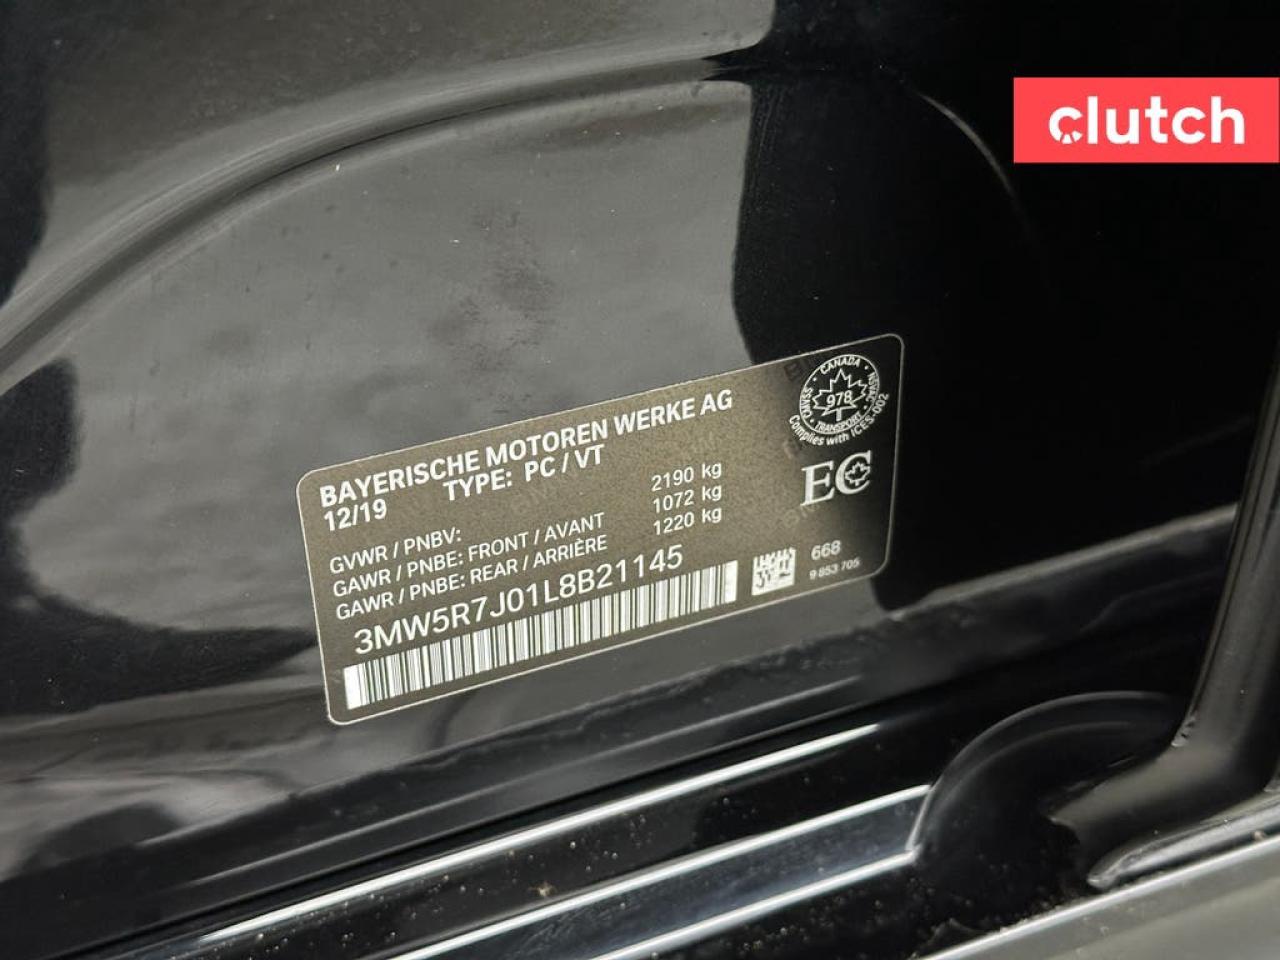 clutch
BAYERISCHE MOTOREN WERKE AG
TYPE: PC / VT
12/19
GVWR / PNBV: 2190 kg
GAWR / PNBE: FRONT / AVANT 1072 kg
GAWR / PNBE: REAR / ARRIÈRE 1220 kg
3MW5R7J01L8B21145
CANADA
978
TRANSPORT
Complies with ICES-002
EC
668
9 853 705